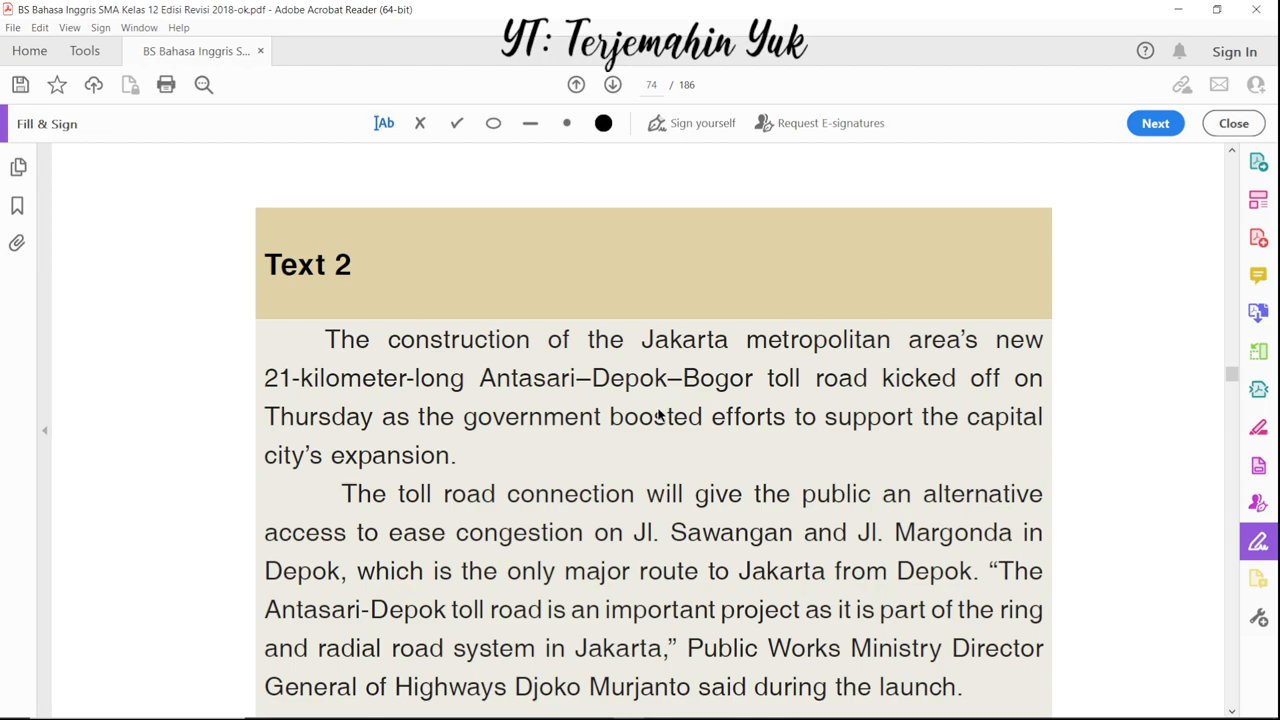 BS Bahasa Inggris SMA Kelas 12 Edisi Revisi 2018-ok.pdf - Adobe Acrobat Reader (64-bit)
File Edit View Sign Window Help
YT: Terjemahin Yuk
Home Tools BS Bahasa Inggris S... × Sign In
74 / 186
Fill & Sign Ab Sign yourself Request E-signatures Next Close
Text 2
The construction of the Jakarta metropolitan area’s new
21-kilometer-long Antasari–Depok–Bogor toll road kicked off on
Thursday as the government boosted efforts to support the capital
city’s expansion.
The toll road connection will give the public an alternative
access to ease congestion on Jl. Sawangan and Jl. Margonda in
Depok, which is the only major route to Jakarta from Depok. “The
Antasari-Depok toll road is an important project as it is part of the ring
and radial road system in Jakarta,” Public Works Ministry Director
General of Highways Djoko Murjanto said during the launch.